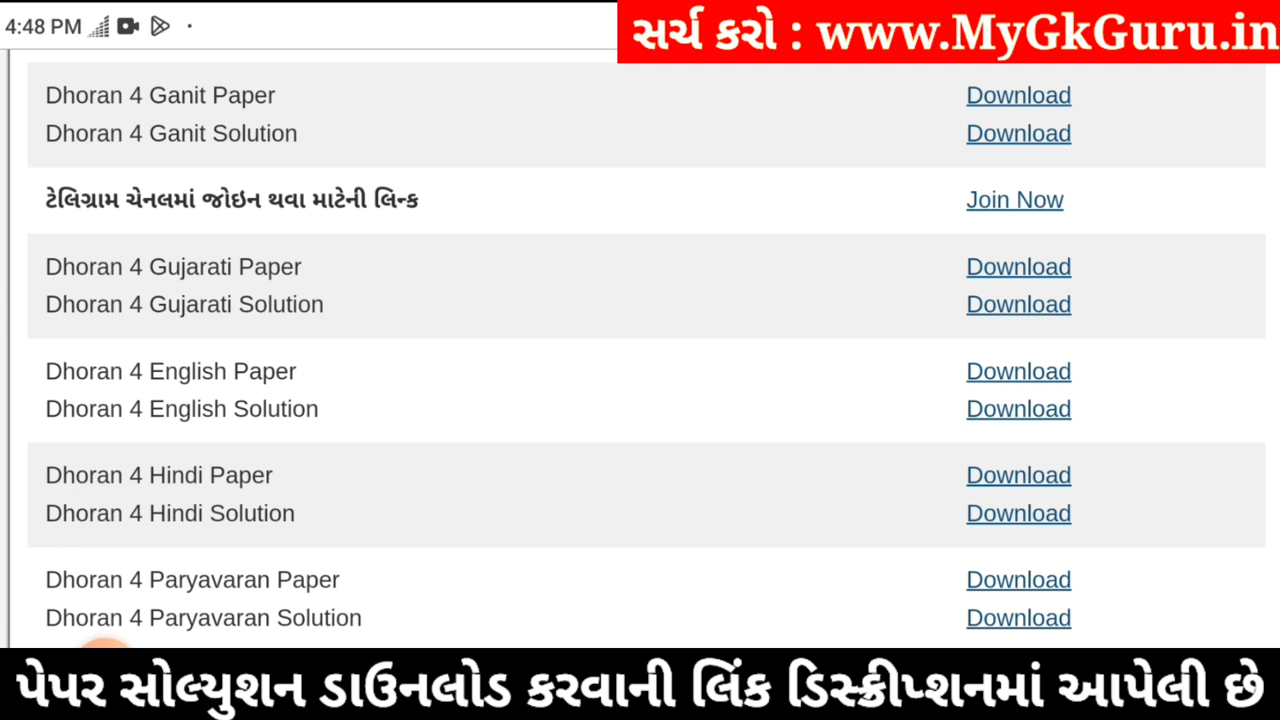 4:48 PM
સર્ચ કરો : www.MyGkGuru.in
Dhoran 4 Ganit Paper Download
Dhoran 4 Ganit Solution Download
ટેલિગ્રામ ચેનલમાં જોઇન થવા માટેની લિન્ક Join Now
Dhoran 4 Gujarati Paper Download
Dhoran 4 Gujarati Solution Download
Dhoran 4 English Paper Download
Dhoran 4 English Solution Download
Dhoran 4 Hindi Paper Download
Dhoran 4 Hindi Solution Download
Dhoran 4 Paryavaran Paper Download
Dhoran 4 Paryavaran Solution Download
પેપર સોલ્યુશન ડાઉનલોડ કરવાની લિંક ડિસ્ક્રીપ્શનમાં આપેલી છે